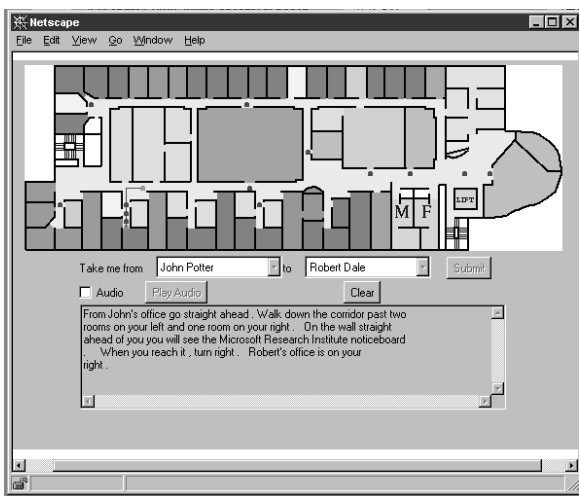 Netscape
File Edit View Go Window Help
M F
LIFT
Take me from John Potter to Robert Dale Submit
Audio Play Audio Clear
From John's office go straight ahead . Walk down the corridor past two
rooms on your left and one room on your right . On the wall straight
ahead of you you will see the Microsoft Research Institute noticeboard
. When you reach it , turn right . Robert's office is on your
right .